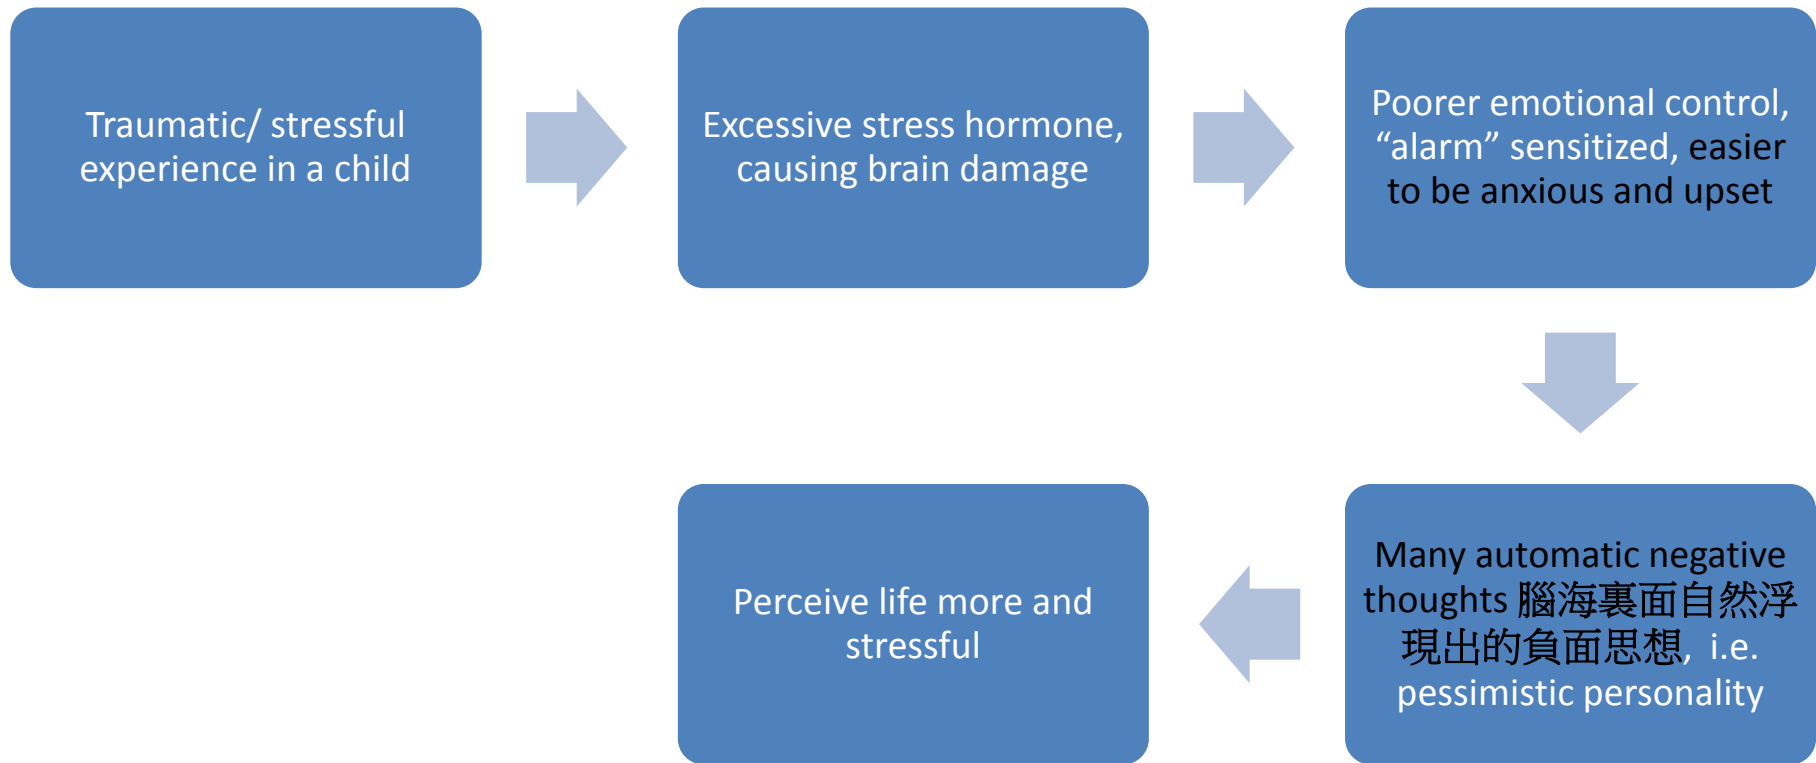 Traumatic/ stressful
experience in a child
Excessive stress hormone,
causing brain damage
Poorer emotional control,
“alarm” sensitized, easier
to be anxious and upset
Many automatic negative
thoughts 腦海裏面自然浮
現出的負面思想, i.e.
pessimistic personality
Perceive life more and
stressful